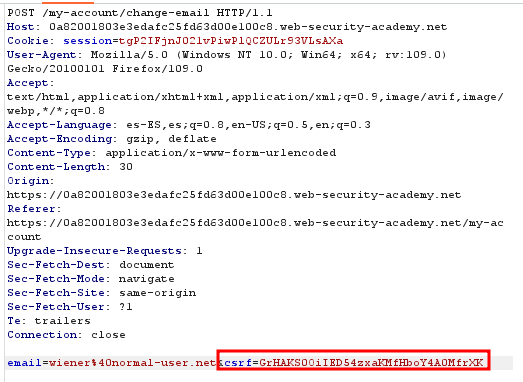 POST /my-account/change-email HTTP/1.1
Host: 0a82001803e3edafc25fd63d00e100c8.web-security-academy.net
Cookie: session=tgP2IFjnJO2lvPiwPlQCZULr93VLsAXa
User-Agent: Mozilla/5.0 (Windows NT 10.0; Win64; x64; rv:109.0)
Gecko/20100101 Firefox/109.0
Accept:
text/html,application/xhtml+xml,application/xml;q=0.9,image/avif,image/
webp,*/*;q=0.8
Accept-Language: es-ES,es;q=0.8,en-US;q=0.5,en;q=0.3
Accept-Encoding: gzip, deflate
Content-Type: application/x-www-form-urlencoded
Content-Length: 30
Origin:
https://0a82001803e3edafc25fd63d00e100c8.web-security-academy.net
Referer:
https://0a82001803e3edafc25fd63d00e100c8.web-security-academy.net/my-ac
count
Upgrade-Insecure-Requests: 1
Sec-Fetch-Dest: document
Sec-Fetch-Mode: navigate
Sec-Fetch-Site: same-origin
Sec-Fetch-User: ?1
Te: trailers
Connection: close
email=wiener%40normal-user.net&csrf=GrHAKS00iIED54zxaKMfHboY4A0MfrXK